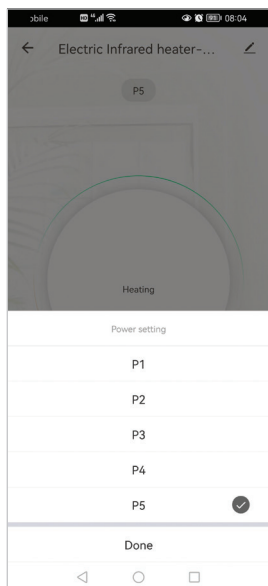 obile 08:04
Electric Infrared heater-...
P5
Heating
Power setting
P1
P2
P3
P4
P5
Done